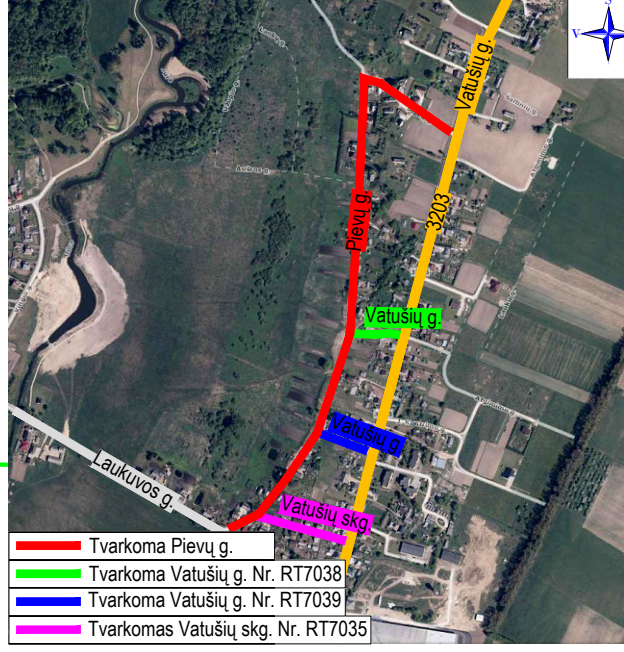 Š
V
Vatušių g.
Aušros g.
Pievų g.
3203
Vatušių g.
Vatušių g
Laukuvos g.
Vatušių skg.
Tvarkoma Pievų g.
Tvarkoma Vatušių g. Nr. RT7038
Tvarkoma Vatušių g. Nr. RT7039
Tvarkomas Vatušių skg. Nr. RT7035